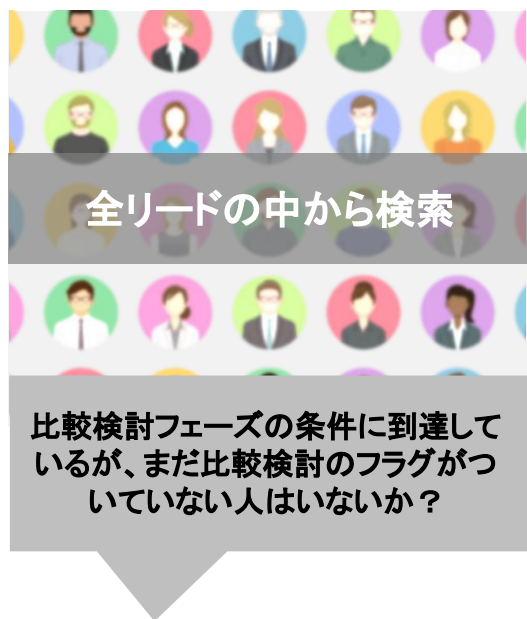 全リードの中から検索
比較検討フェーズの条件に到達して
いるが、まだ比較検討のフラグがつ
いていない人はいないか？